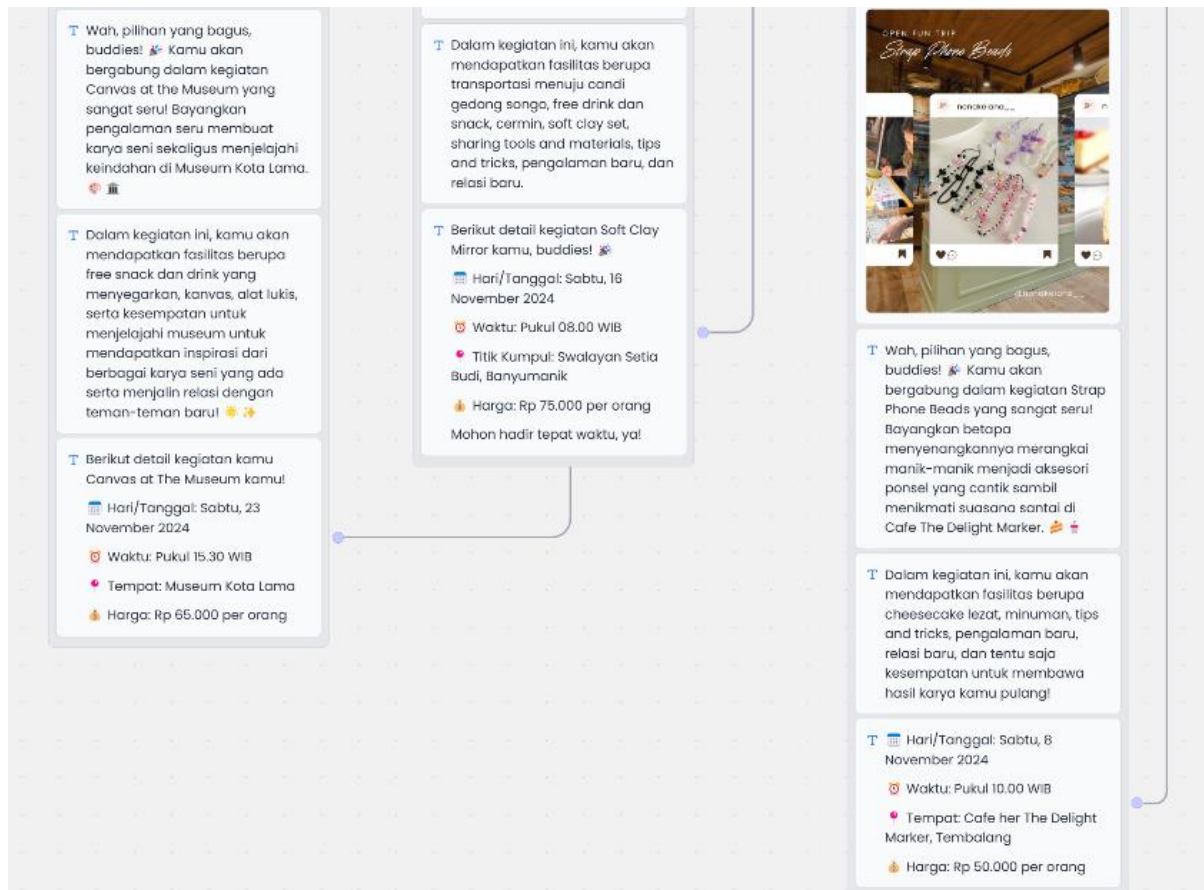 Wah, pilihan yang bagus,
buddies! 🎉 Kamu akan
bergabung dalam kegiatan
Canvas at the Museum yang
sangat seru! Bayangkan
pengalaman seru membuat
karya seni sekaligus menjelajahi
keindahan di Museum Kota Lama.
🎨 🏛️
Dalam kegiatan ini, kamu akan
mendapatkan fasilitas berupa
free snack dan drink yang
menyegarkan, kanvas, alat lukis,
serta kesempatan untuk
menjelajahi museum untuk
mendapatkan inspirasi dari
berbagai karya seni yang ada
serta menjalin relasi dengan
teman-teman baru! 🌟 ✨
Berikut detail kegiatan kamu
Canvas at The Museum kamu!
🗓️ Hari/Tanggal: Sabtu, 23
November 2024
⏰ Waktu: Pukul 15.30 WIB
📍 Tempat: Museum Kota Lama
💰 Harga: Rp 65.000 per orang
Dalam kegiatan ini, kamu akan
mendapatkan fasilitas berupa
transportasi menuju candi
gedong songo, free drink dan
snack, cermin, soft clay set,
sharing tools and materials, tips
and tricks, pengalaman baru, dan
relasi baru.
Berikut detail kegiatan Soft Clay
Mirror kamu, buddies! 🎉
🗓️ Hari/Tanggal: Sabtu, 16
November 2024
⏰ Waktu: Pukul 08.00 WIB
📍 Titik Kumpul: Swalayan Setia
Budi, Banyumanik
💰 Harga: Rp 75.000 per orang
Mohon hadir tepat waktu, ya!
OPEN FUN TRIP
Strap Phone Beads
Wah, pilihan yang bagus,
buddies! 🎉 Kamu akan
bergabung dalam kegiatan Strap
Phone Beads yang sangat seru!
Bayangkan betapa
menyenangkannya merangkai
manik-manik menjadi aksesori
ponsel yang cantik sambil
menikmati suasana santai di
Cafe The Delight Marker. 🍰 🧋
Dalam kegiatan ini, kamu akan
mendapatkan fasilitas berupa
cheesecake lezat, minuman, tips
and tricks, pengalaman baru,
relasi baru, dan tentu saja
kesempatan untuk membawa
hasil karya kamu pulang!
🗓️ Hari/Tanggal: Sabtu, 8
November 2024
⏰ Waktu: Pukul 10.00 WIB
📍 Tempat: Cafe her The Delight
Marker, Tembalang
💰 Harga: Rp 50.000 per orang